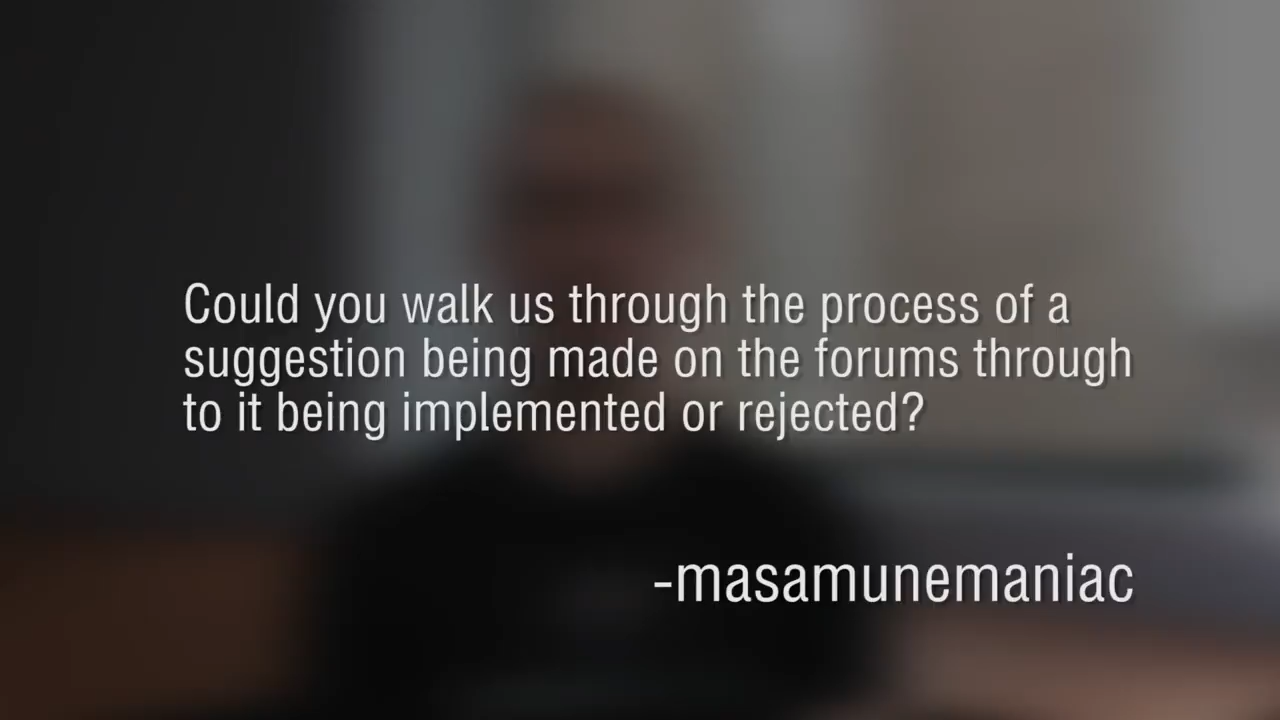 Could you walk us through the process of a
suggestion being made on the forums through
to it being implemented or rejected?
-masamunemaniac